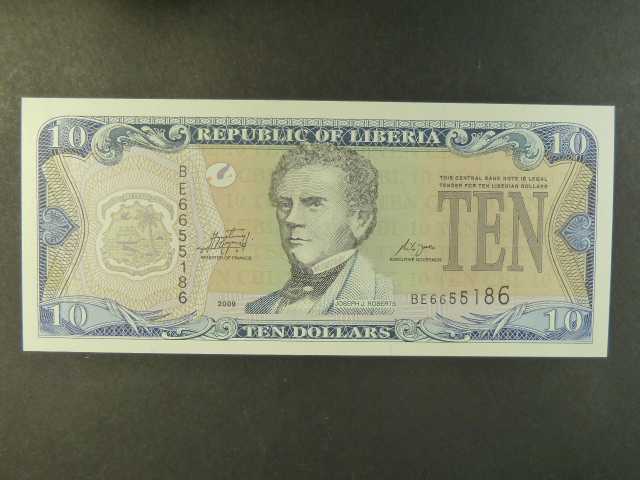 10
REPUBLIC OF LIBERIA
10
BE6655186
THIS CENTRAL BANK NOTE IS LEGAL
TENDER FOR TEN LIBERIAN DOLLARS
TEN
MINISTER OF FINANCE
EXECUTIVE GOVERNOR
2009
JOSEPH J. ROBERTS
BE6655186
10
TEN DOLLARS
10